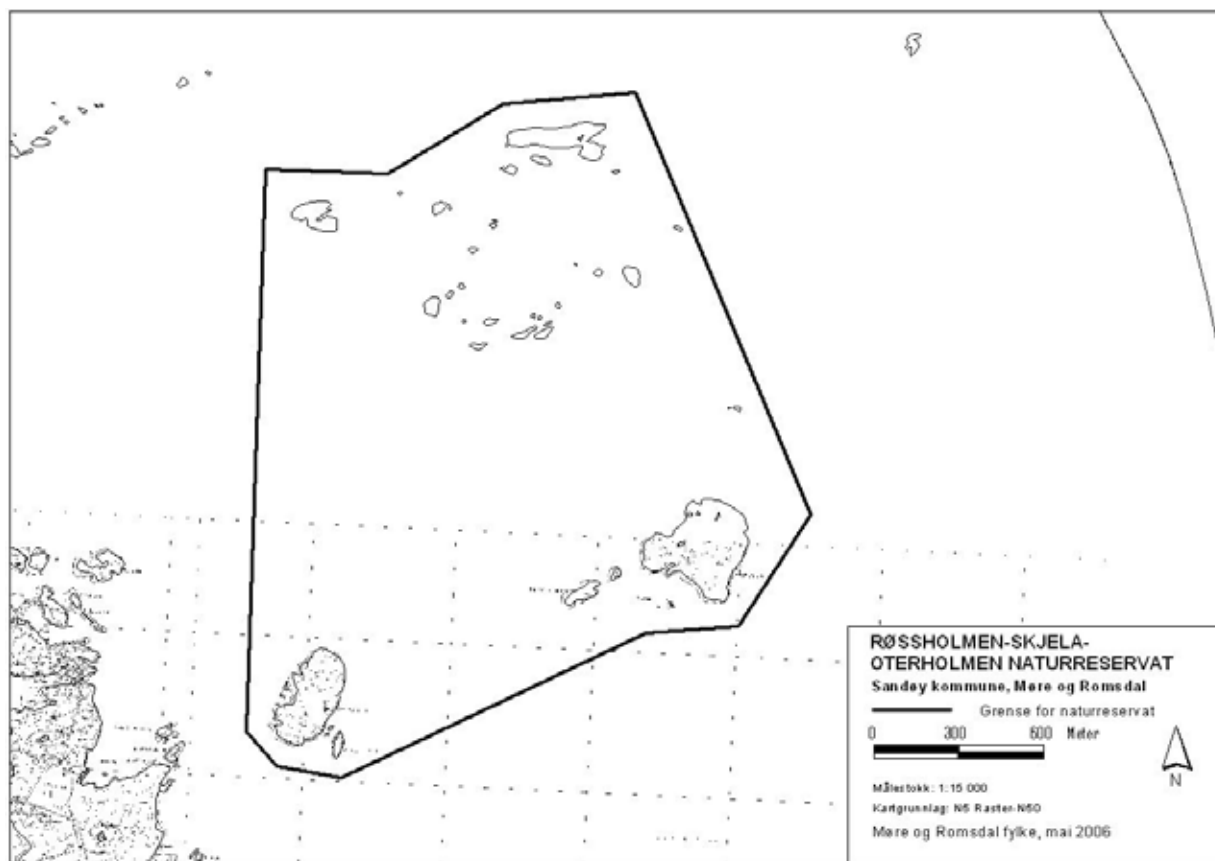 RØSSHOLMEN-SKJELA-
OTERHOLMEN NATURRESERVAT
Sandøy kommune, Møre og Romsdal
Grense for naturreservat
0 300 600 Meter
N
Målestokk: 1:15 000
Kartgrunnlag: N5 Raster-N50
Møre og Romsdal fylke, mai 2006